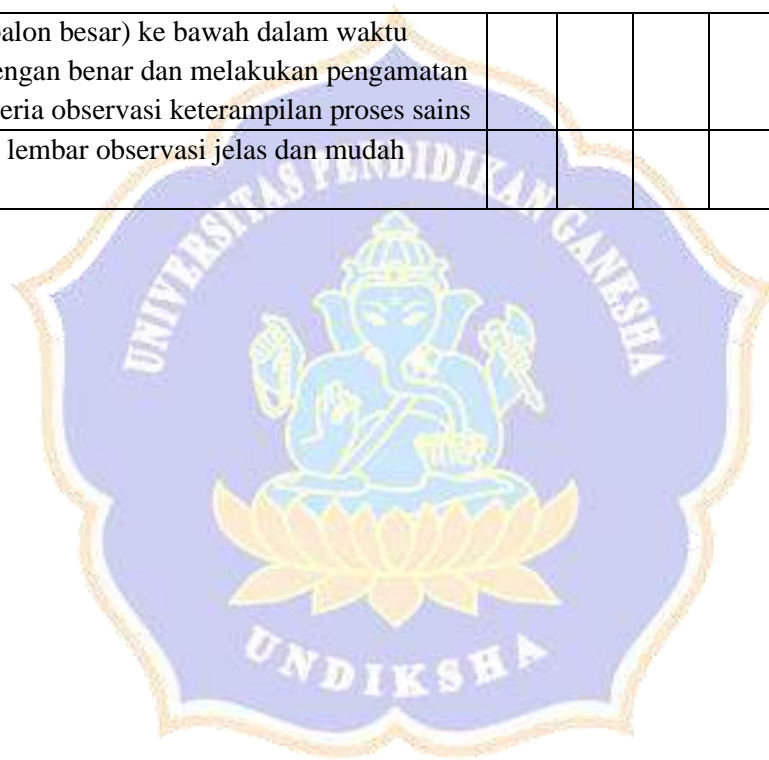 balon besar) ke bawah dalam waktu
engan benar dan melakukan pengamatan
eria observasi keterampilan proses sains
lembar observasi jelas dan mudah
UNIVERSITAS PENDIDIKAN GANESHA
UNDIKSHA